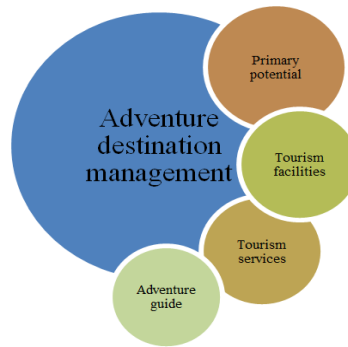 Adventure
destination
management
Primary
potential
Tourism
facilities
Tourism
services
Adventure
guide